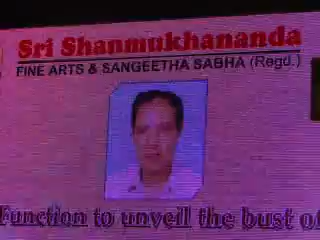 Sri Shanmukhananda
FINE ARTS & SANGEETHA SABHA (Regd.)
Function to unveil the bust of